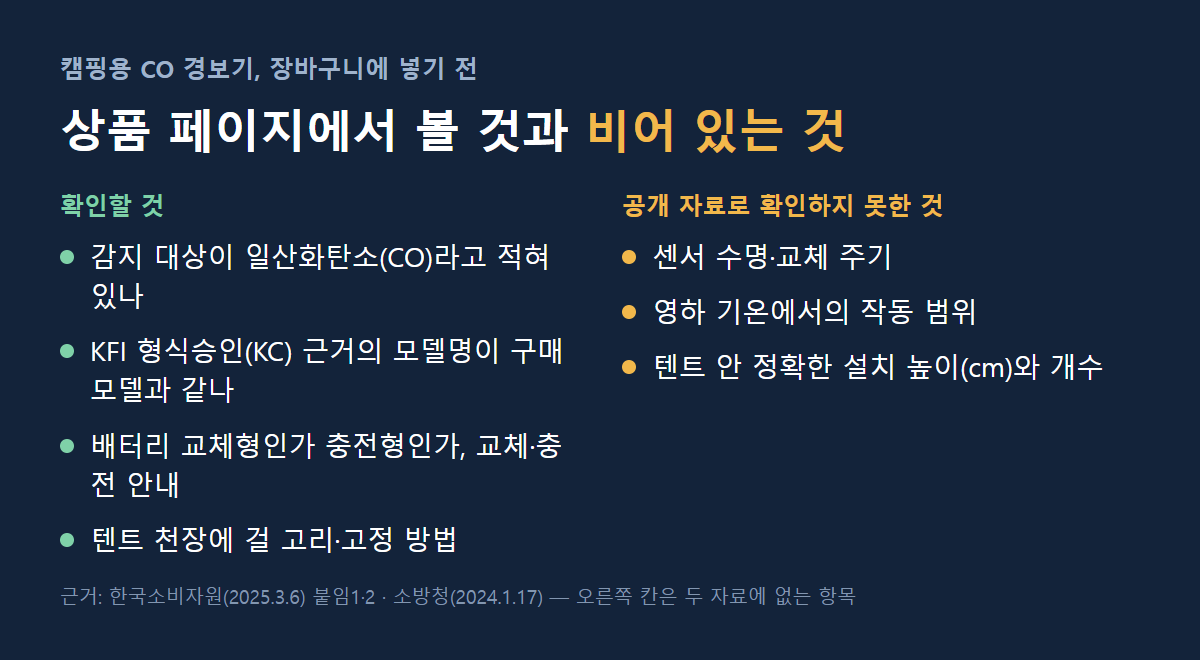 캠핑용 CO 경보기, 장바구니에 넣기 전
상품 페이지에서 볼 것과 비어 있는 것
확인할 것
감지 대상이 일산화탄소(CO)라고 적혀
있나
KFI 형식승인(KC) 근거의 모델명이 구매
모델과 같나
배터리 교체형인가 충전형인가, 교체·충
전 안내
텐트 천장에 걸 고리·고정 방법
공개 자료로 확인하지 못한 것
센서 수명·교체 주기
영하 기온에서의 작동 범위
텐트 안 정확한 설치 높이(cm)와 개수
근거: 한국소비자원(2025.3.6) 붙임1·2 · 소방청(2024.1.17) — 오른쪽 칸은 두 자료에 없는 항목